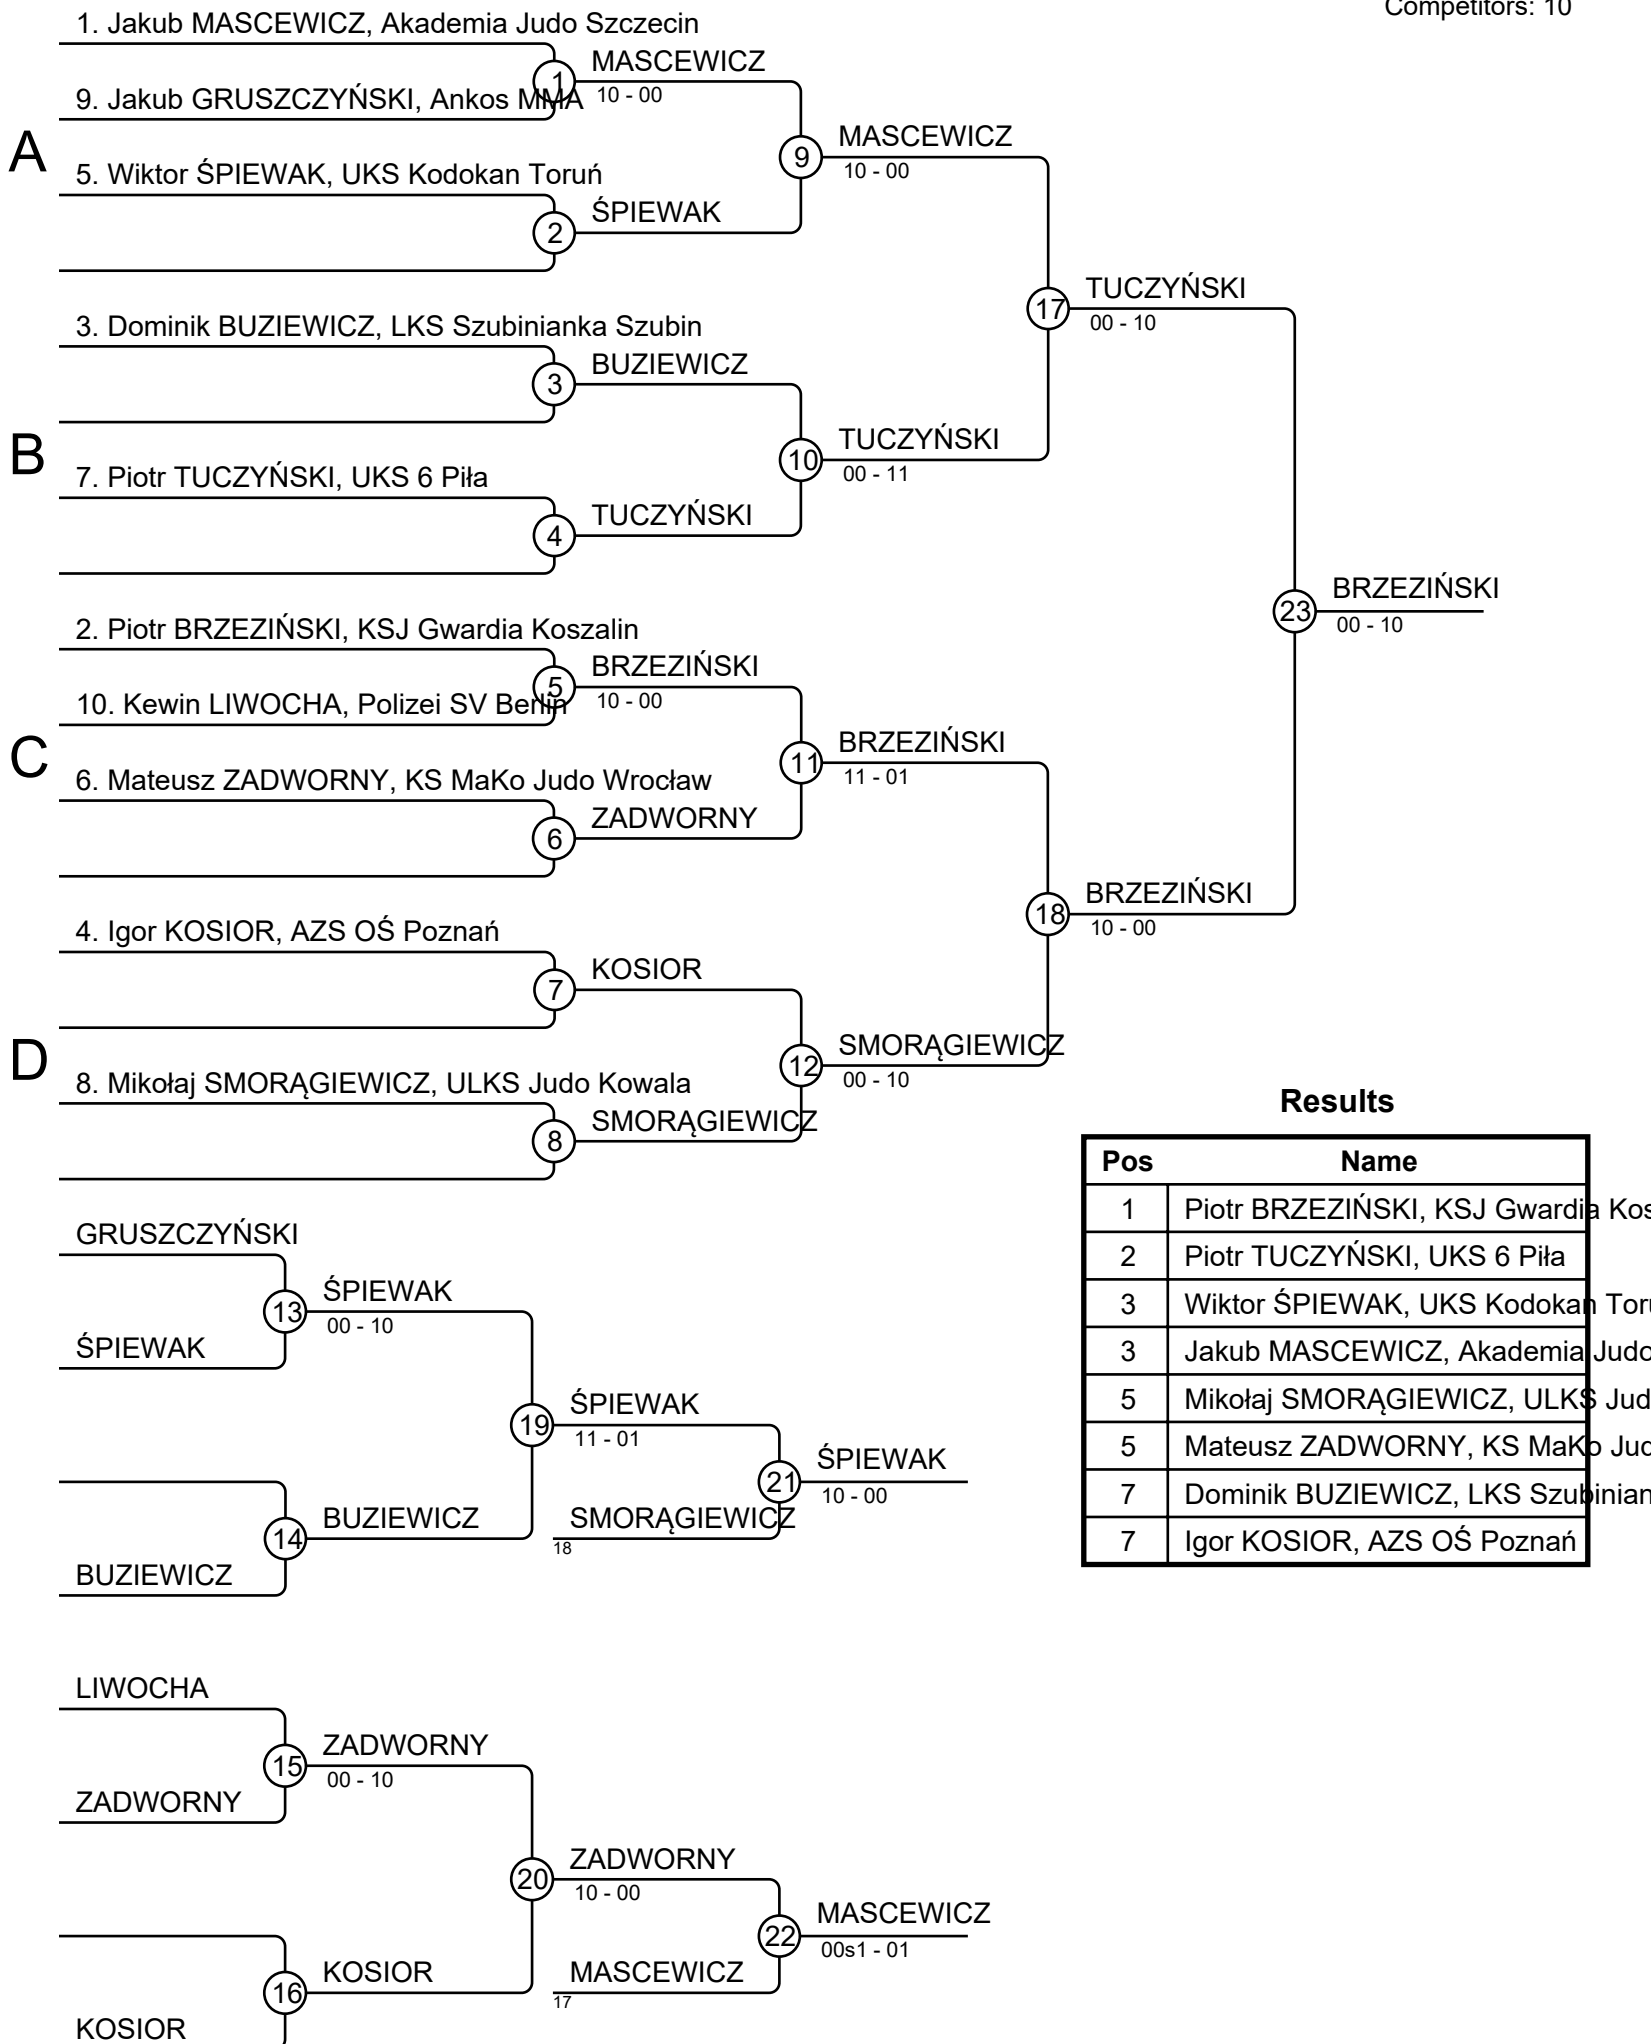 Competitors: 10
1. Jakub MASCEWICZ, Akademia Judo Szczecin
MASCEWICZ
1
10 - 00
9. Jakub GRUSZCZYŃSKI, Ankos MMA
A
MASCEWICZ
9
10 - 00
5. Wiktor ŚPIEWAK, UKS Kodokan Toruń
ŚPIEWAK
2
TUCZYŃSKI
17
00 - 10
3. Dominik BUZIEWICZ, LKS Szubinianka Szubin
BUZIEWICZ
3
B
TUCZYŃSKI
10
00 - 11
7. Piotr TUCZYŃSKI, UKS 6 Piła
TUCZYŃSKI
4
BRZEZIŃSKI
23
00 - 10
2. Piotr BRZEZIŃSKI, KSJ Gwardia Koszalin
BRZEZIŃSKI
5
10 - 00
10. Kewin LIWOCHA, Polizei SV Berlin
C
BRZEZIŃSKI
11
11 - 01
6. Mateusz ZADWORNY, KS MaKo Judo Wrocław
ZADWORNY
6
BRZEZIŃSKI
18
10 - 00
4. Igor KOSIOR, AZS OŚ Poznań
KOSIOR
7
D
SMORĄGIEWICZ
12
00 - 10
8. Mikołaj SMORĄGIEWICZ, ULKS Judo Kowala
SMORĄGIEWICZ
8
Results
Pos Name
1 Piotr BRZEZIŃSKI, KSJ Gwardia Kos
2 Piotr TUCZYŃSKI, UKS 6 Piła
3 Wiktor ŚPIEWAK, UKS Kodokan Toru
3 Jakub MASCEWICZ, Akademia Judo
5 Mikołaj SMORĄGIEWICZ, ULKS Jud
5 Mateusz ZADWORNY, KS MaKo Jud
7 Dominik BUZIEWICZ, LKS Szubinian
7 Igor KOSIOR, AZS OŚ Poznań
GRUSZCZYŃSKI
ŚPIEWAK
13
00 - 10
ŚPIEWAK
ŚPIEWAK
19
11 - 01
ŚPIEWAK
21
10 - 00
BUZIEWICZ
14
SMORĄGIEWICZ
18
BUZIEWICZ
LIWOCHA
ZADWORNY
15
00 - 10
ZADWORNY
ZADWORNY
20
10 - 00
MASCEWICZ
22
00s1 - 01
KOSIOR
16
MASCEWICZ
17
KOSIOR